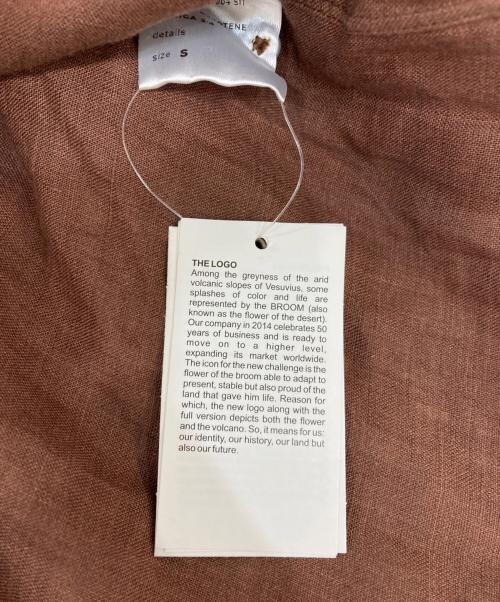 details
size S
THE LOGO
Among the greyness of the arid
volcanic slopes of Vesuvius, some
splashes of color and life are
represented by the BROOM (also
known as the flower of the desert).
Our company in 2014 celebrates 50
years of business and is ready to
move on to a higher level,
expanding its market worldwide.
The icon for the new challenge is the
flower of the broom able to adapt to
present, stable but also proud of the
land that gave him life. Reason for
which, the new logo along with the
full version depicts both the flower
and the volcano. So, it means for us:
our identity, our history, our land but
also our future.